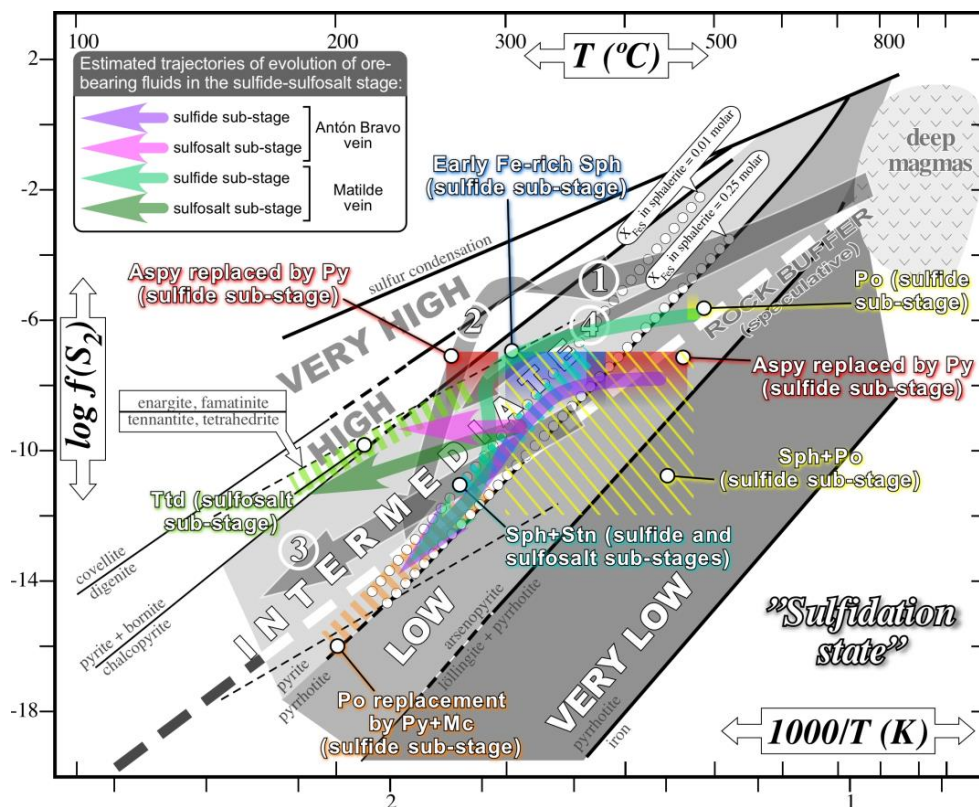 100
200
300
500
800
T (ºC)
2
-2
-6
-10
-14
-18
log f(S2)
Estimated trajectories of evolution of ore-
bearing fluids in the sulfide-sulfosalt stage:
sulfide sub-stage
sulfosalt sub-stage
Antón Bravo
vein
sulfide sub-stage
sulfosalt sub-stage
Matilde
vein
deep
magmas
Early Fe-rich Sph
(sulfide sub-stage)
XFeS in sphalerite = 0.01 molar
XFeS in sphalerite = 0.25 molar
sulfur condensation
Aspy replaced by Py
(sulfide sub-stage)
1
2
4
ROCK BUFFER
(speculative)
Po (sulfide
sub-stage)
VERY HIGH
HIGH
INTERMEDIATE
Aspy replaced by Py
(sulfide sub-stage)
enargite, famatinite
tennantite, tetrahedrite
Sph+Po
(sulfide sub-stage)
Ttd (sulfosalt
sub-stage)
Sph+Stn (sulfide and
sulfosalt sub-stages)
3
covellite
digenite
pyrite + bornite
chalcopyrite
pyrite
pyrrhotite
LOW
arsenopyrite
löllingite + pyrrhotite
VERY LOW
pyrrhotite
iron
"Sulfidation
state"
Po replacement
by Py+Mc
(sulfide sub-stage)
1000/T (K)
2
1